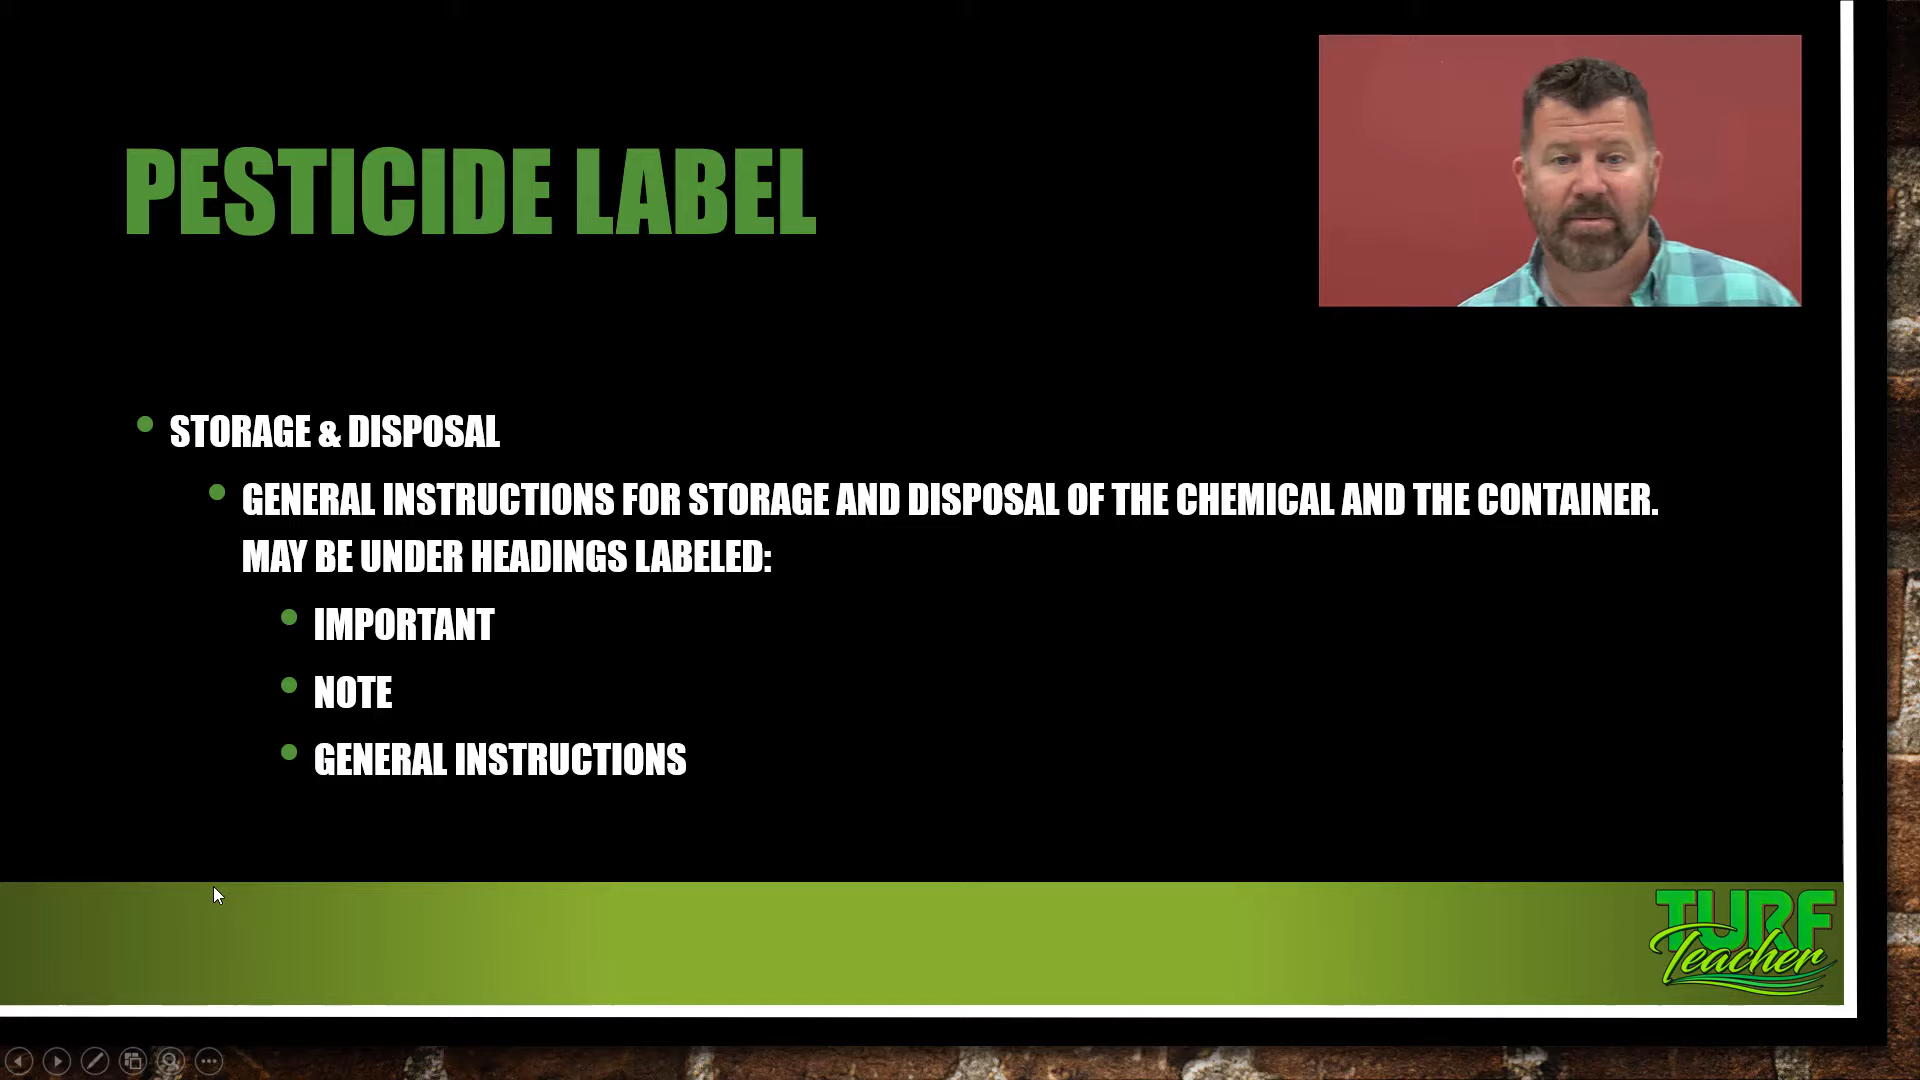 PESTICIDE LABEL
STORAGE & DISPOSAL
GENERAL INSTRUCTIONS FOR STORAGE AND DISPOSAL OF THE CHEMICAL AND THE CONTAINER.
MAY BE UNDER HEADINGS LABELED:
IMPORTANT
NOTE
GENERAL INSTRUCTIONS
TURF
Teacher